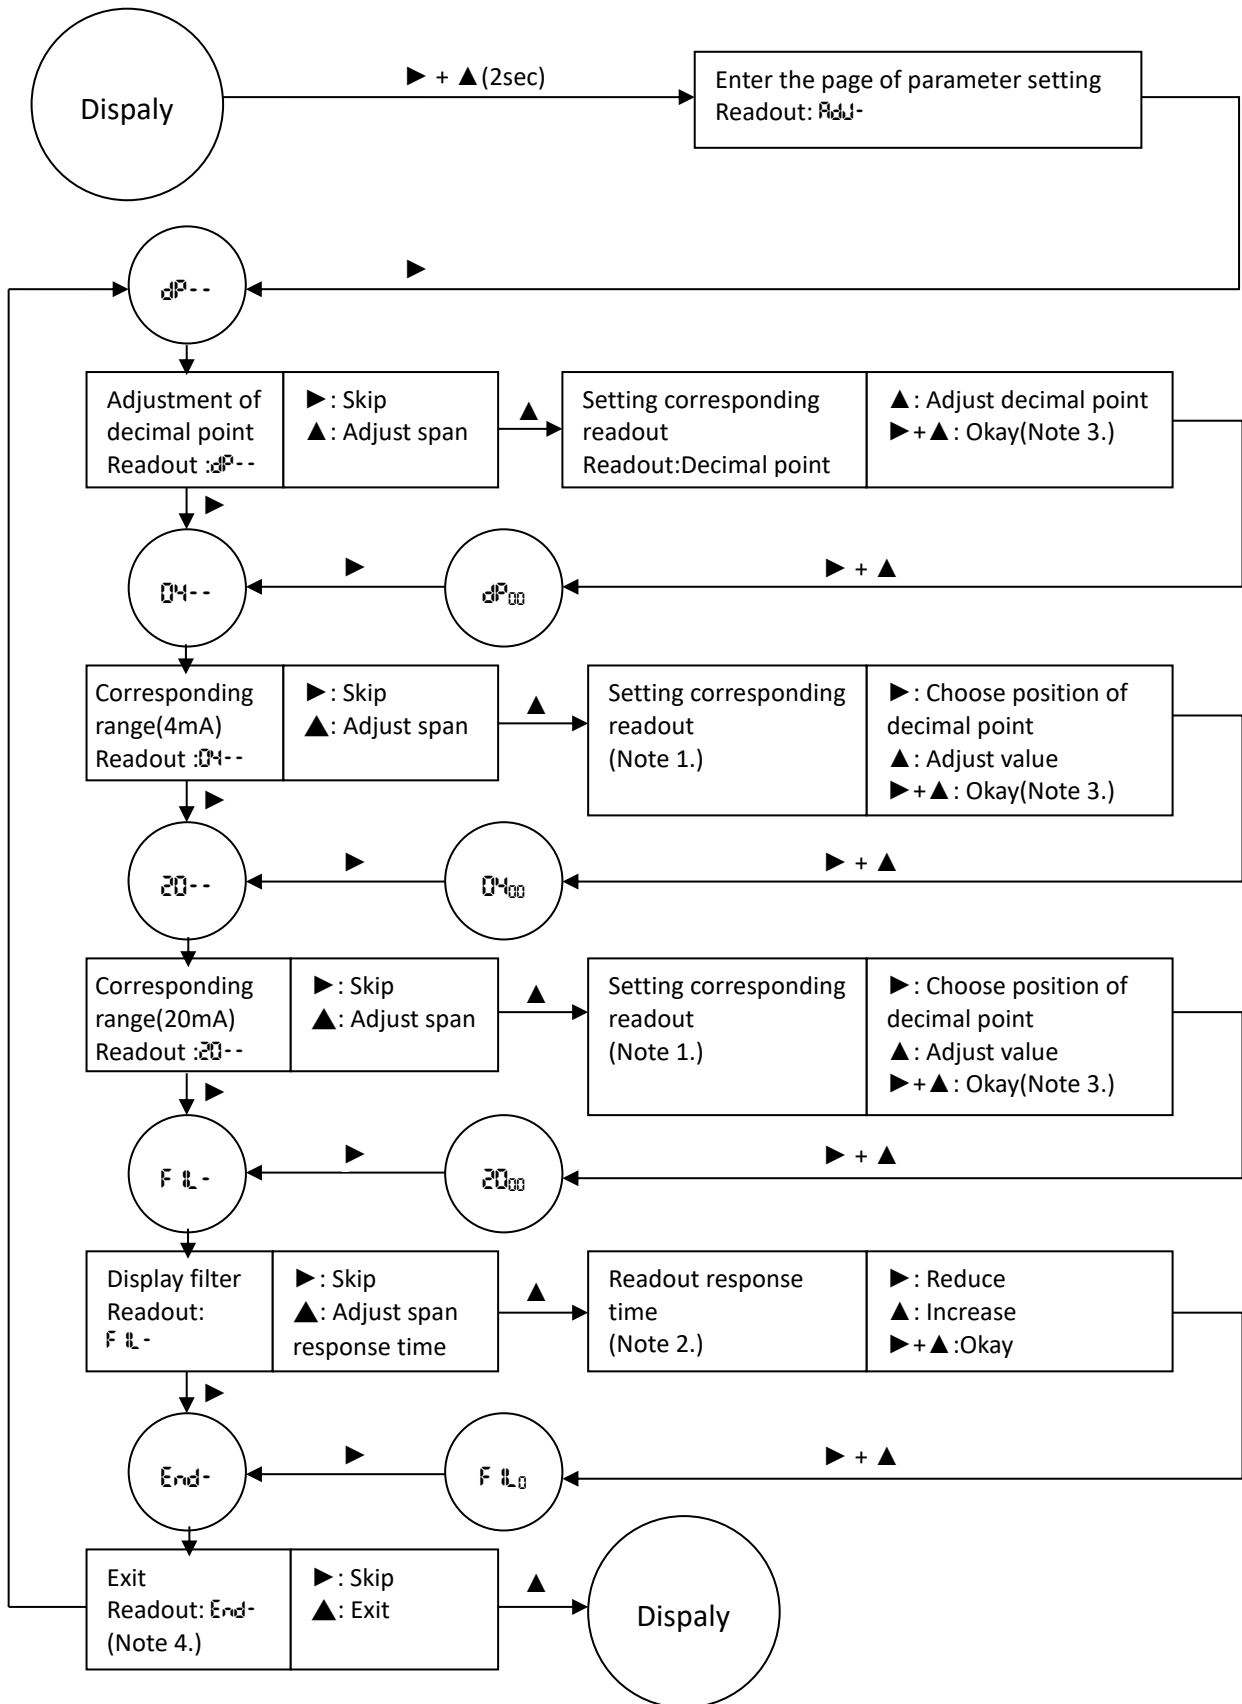 Dispaly
▶ + ▲(2sec)
Enter the page of parameter setting
Readout: Adj-
▶
dP--
Adjustment of
decimal point
Readout :dP--
▶: Skip
▲: Adjust span
▲
Setting corresponding
readout
Readout:Decimal point
▲: Adjust decimal point
▶+▲: Okay(Note 3.)
▶
04--
▶
dP00
▶ + ▲
Corresponding
range(4mA)
Readout :04--
▶: Skip
▲: Adjust span
▲
Setting corresponding
readout
(Note 1.)
▶: Choose position of
decimal point
▲: Adjust value
▶+▲: Okay(Note 3.)
▶
20--
▶
0400
▶ + ▲
Corresponding
range(20mA)
Readout :20--
▶: Skip
▲: Adjust span
▲
Setting corresponding
readout
(Note 1.)
▶: Choose position of
decimal point
▲: Adjust value
▶+▲: Okay(Note 3.)
▶
FIL-
▶
2000
▶ + ▲
Display filter
Readout:
FIL-
▶: Skip
▲: Adjust span
response time
▲
Readout response
time
(Note 2.)
▶: Reduce
▲: Increase
▶+▲:Okay
▶
End-
▶
FIL0
▶ + ▲
Exit
Readout: End-
(Note 4.)
▶: Skip
▲: Exit
▲
Dispaly